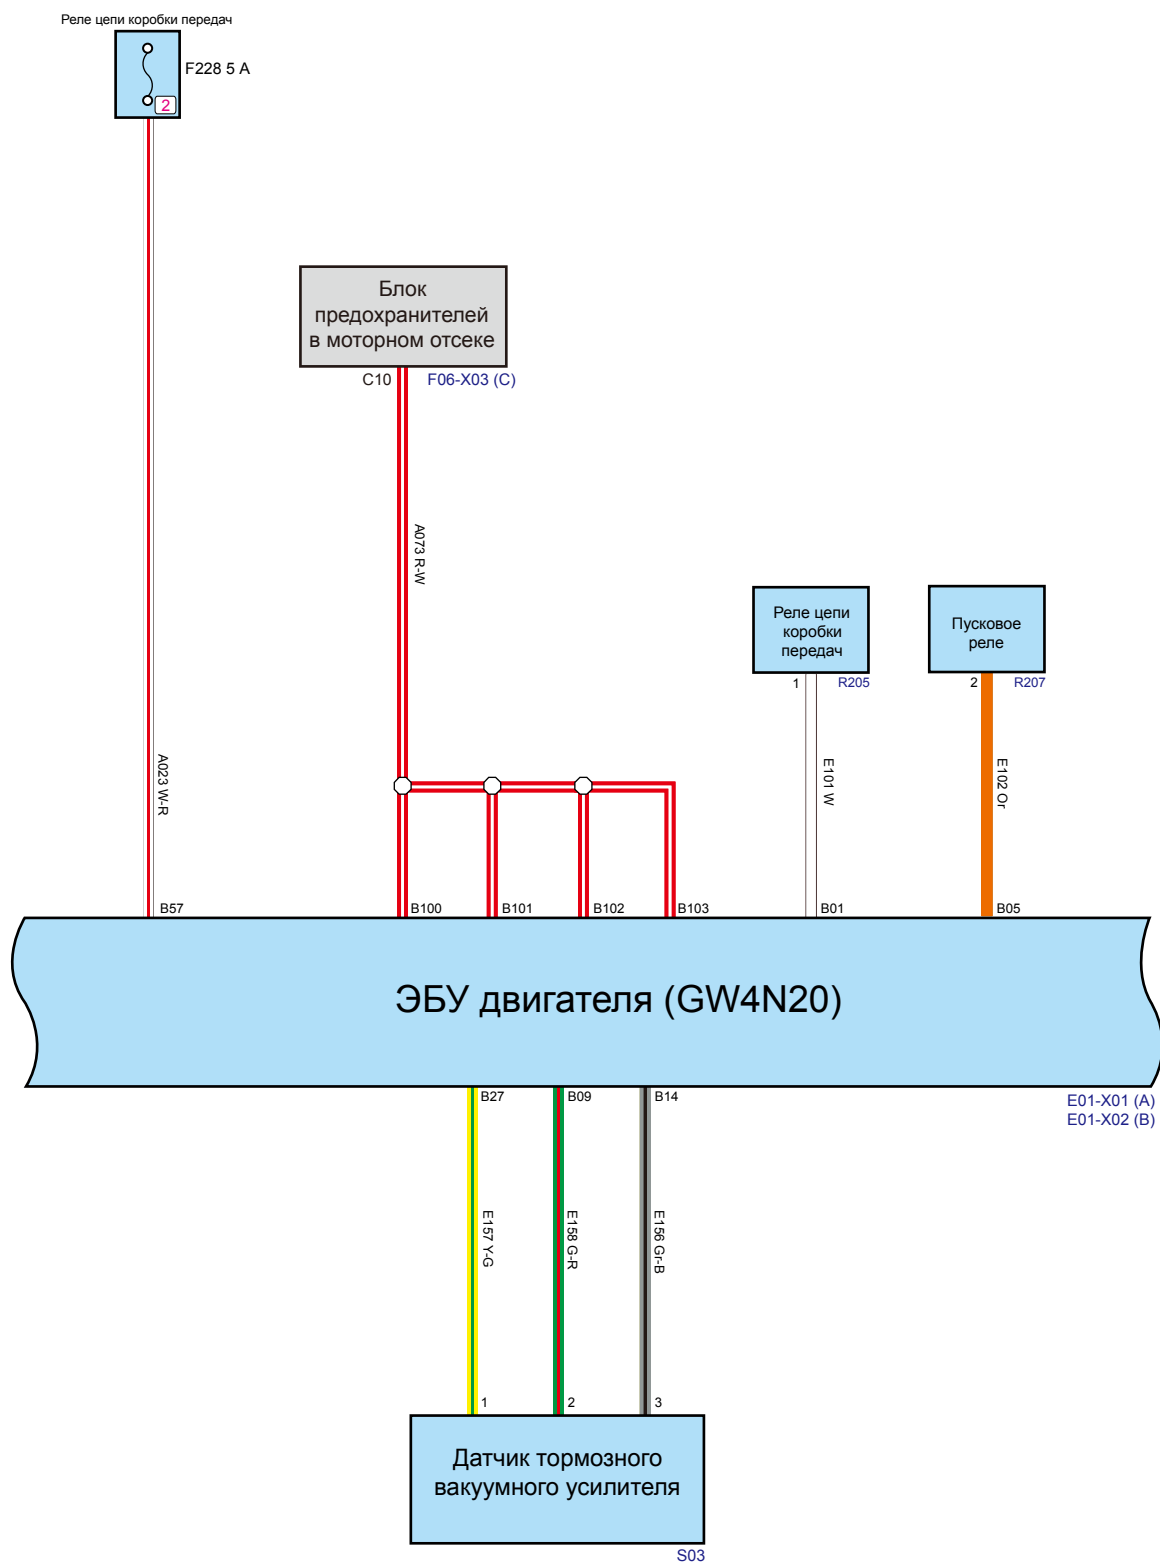 Реле цепи коробки передач
F228 5 A
2
Блок
предохранителей
в моторном отсеке
C10
F06-X03 (C)
A073 R-W
Реле цепи
коробки
передач
1
R205
Пусковое
реле
2
R207
A023 W-R
E101 W
E102 Or
B57
B100
B101
B102
B103
B01
B05
ЭБУ двигателя (GW4N20)
B27
B09
B14
E01-X01 (A)
E01-X02 (B)
E157 Y-G
E158 G-R
E156 Gr-B
1
2
3
Датчик тормозного
вакуумного усилителя
S03